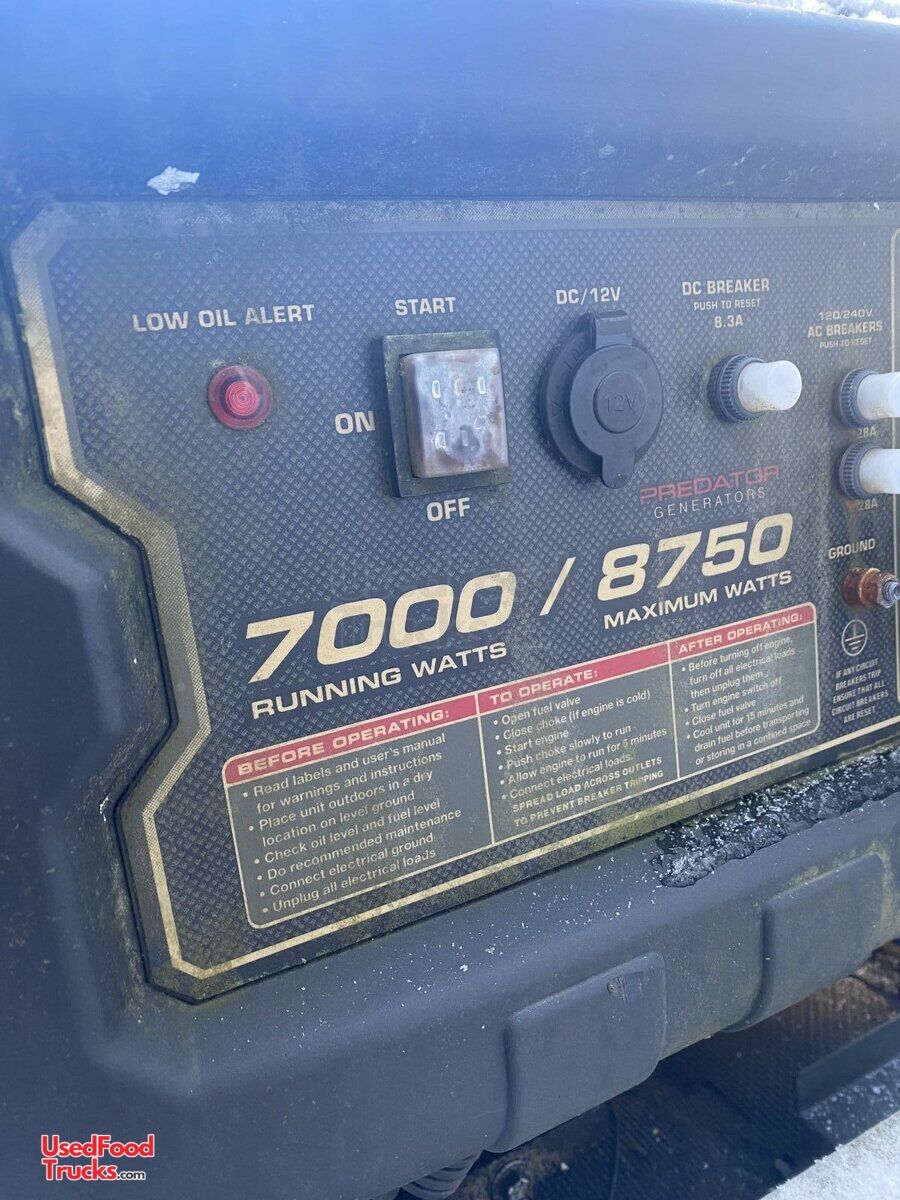 LOW OIL ALERT
START
ON
OFF
DC/12V
12V
DC BREAKER
PUSH TO RESET
8.3A
120/240V
AC BREAKERS
PUSH TO RESET
28A
28A
PREDATOR
GENERATORS
GROUND
7000 / 8750
RUNNING WATTS
MAXIMUM WATTS
BEFORE OPERATING:
• Read labels and user's manual
for warnings and instructions
• Place unit outdoors in a dry
location on level ground
• Check oil level and fuel level
• Do recommended maintenance
• Connect electrical ground.
• Unplug all electrical loads
TO OPERATE:
• Open fuel valve
• Close choke (if engine is cold)
• Start engine
• Push choke slowly to run
• Allow engine to run for 5 minutes
• Connect electrical loads.
SPREAD LOAD ACROSS OUTLETS
TO PREVENT BREAKER TRIPPING
AFTER OPERATING:
• Before turning off engine,
turn off all electrical loads
then unplug them
• Turn engine switch off
• Close fuel valve
• Cool unit for 15 minutes and
drain fuel before transporting
or storing in a confined space
IF ANY CIRCUIT
BREAKERS TRIP
ENSURE THAT ALL
CIRCUIT BREAKERS
ARE RESET
UsedFood
Trucks.com